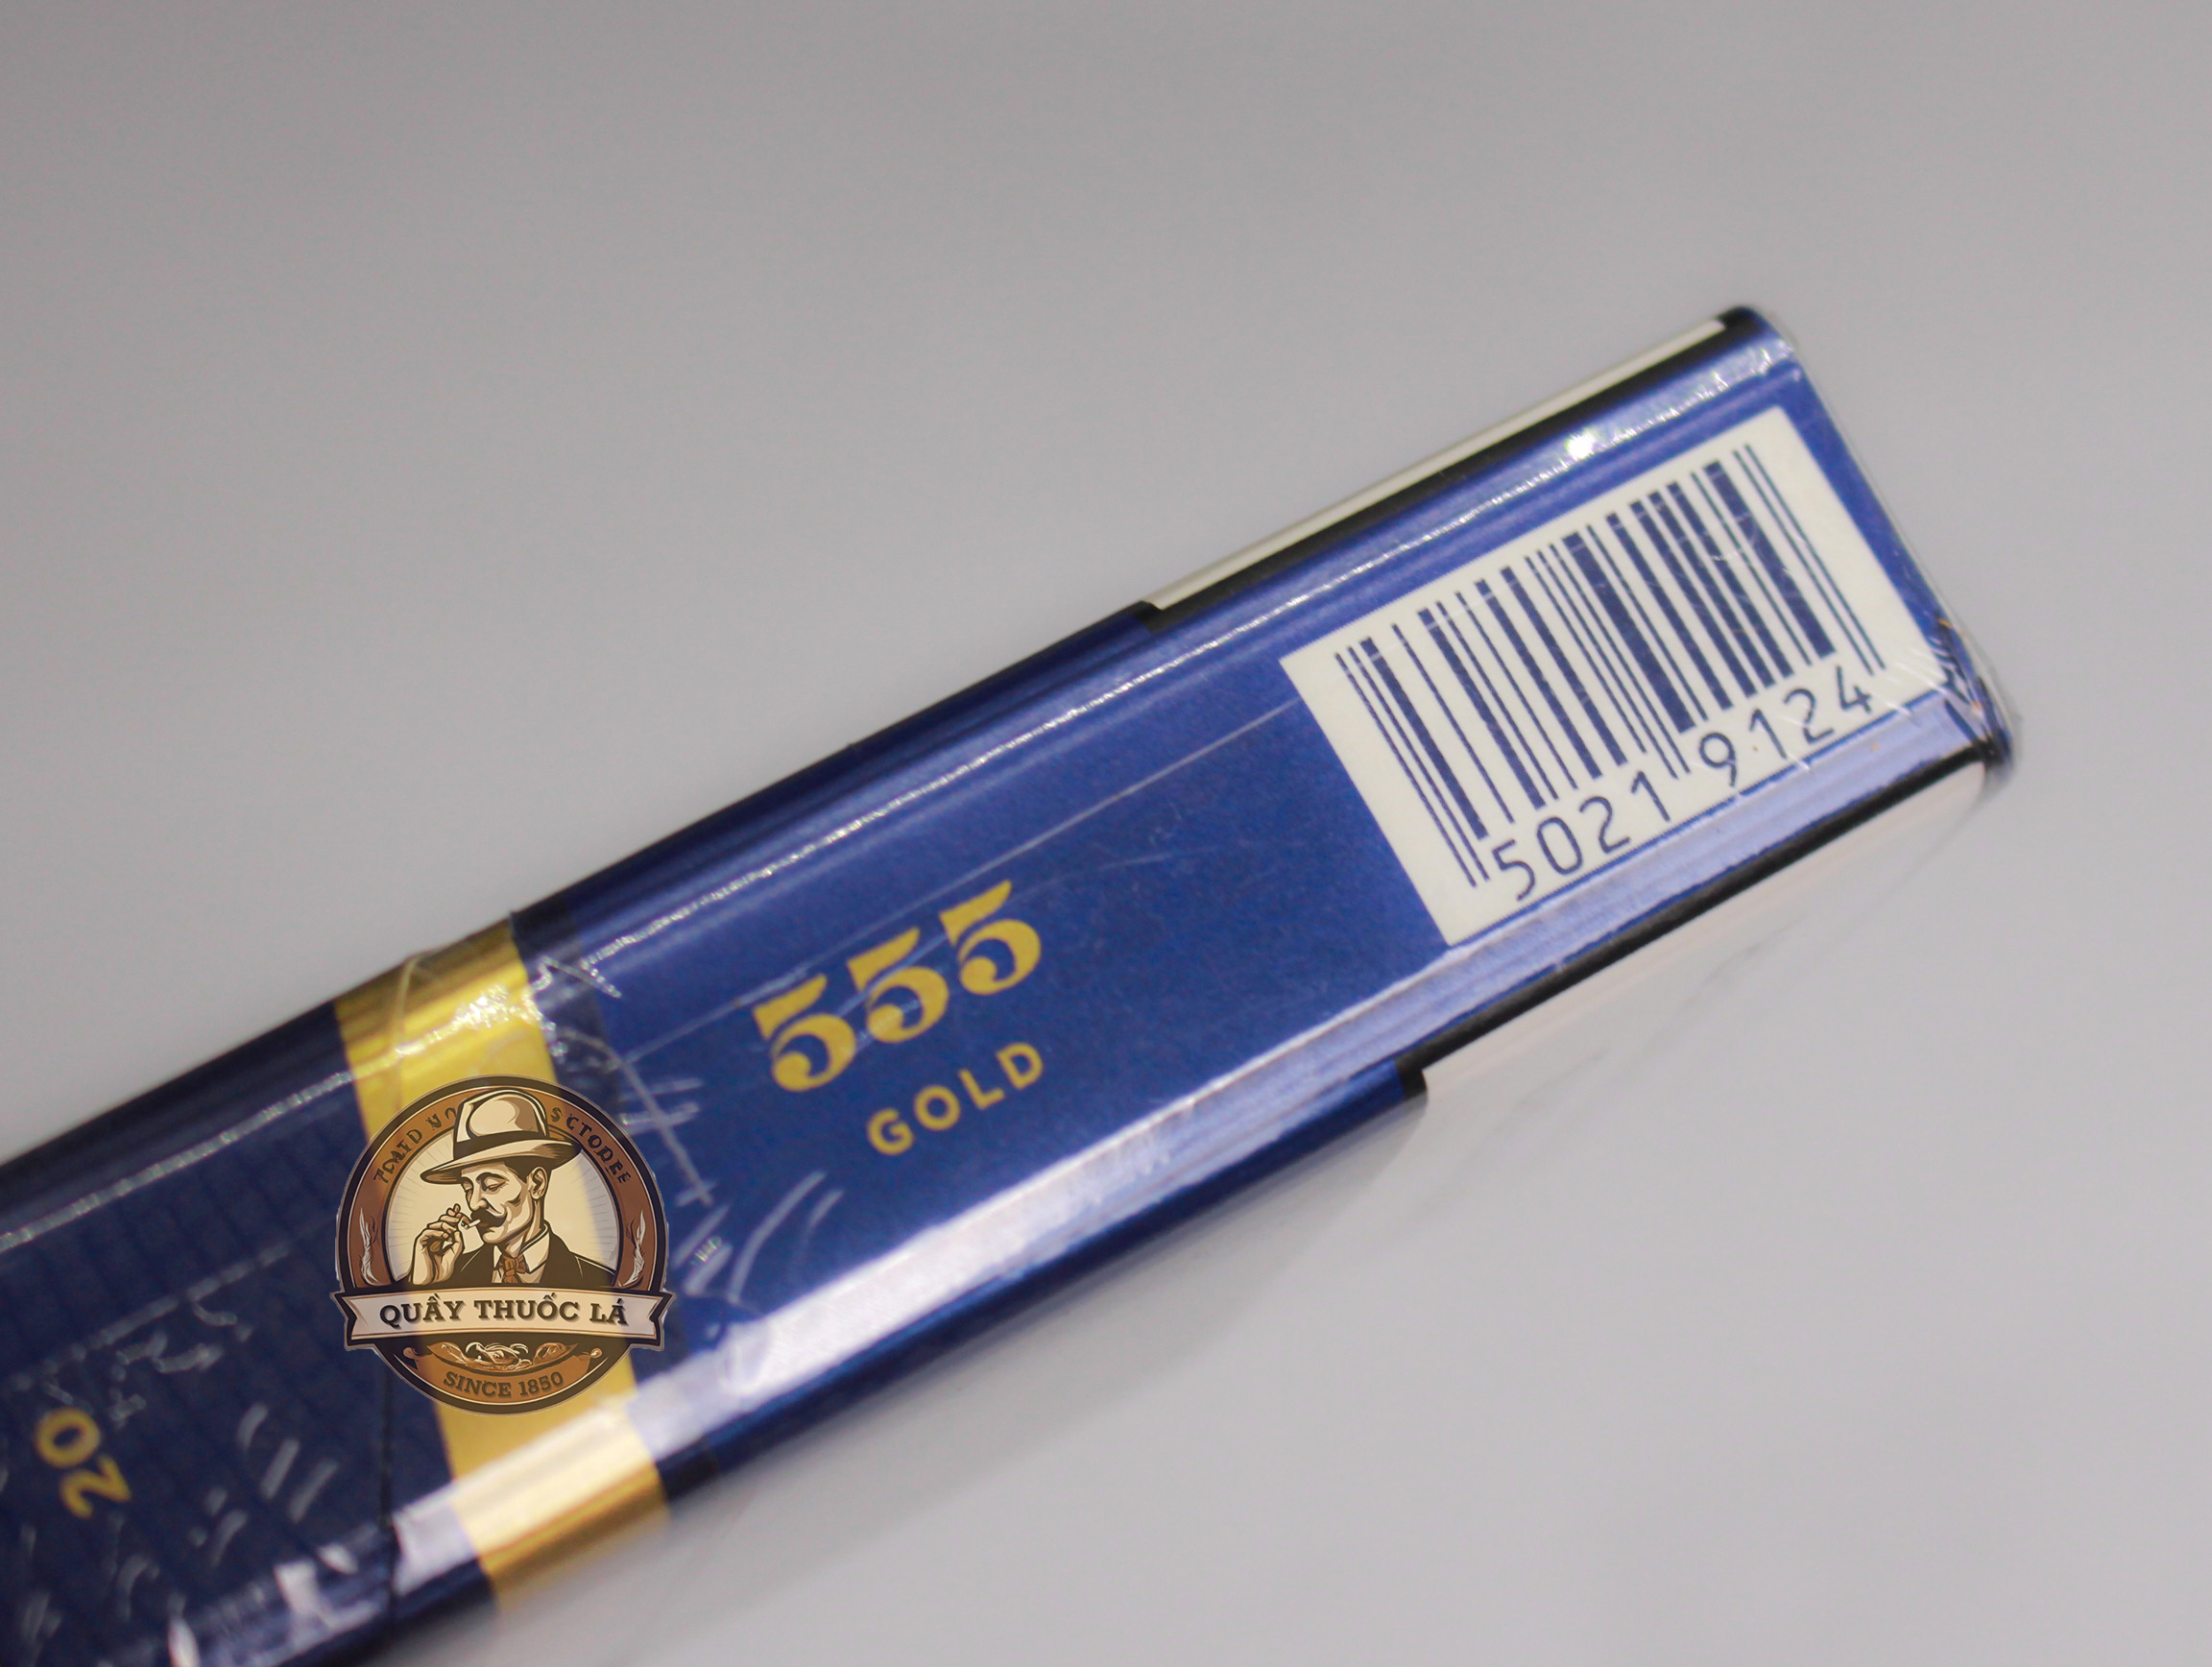 5021 9124
555
GOLD
QUẦY THUỐC LÁ
SINCE 1850
20